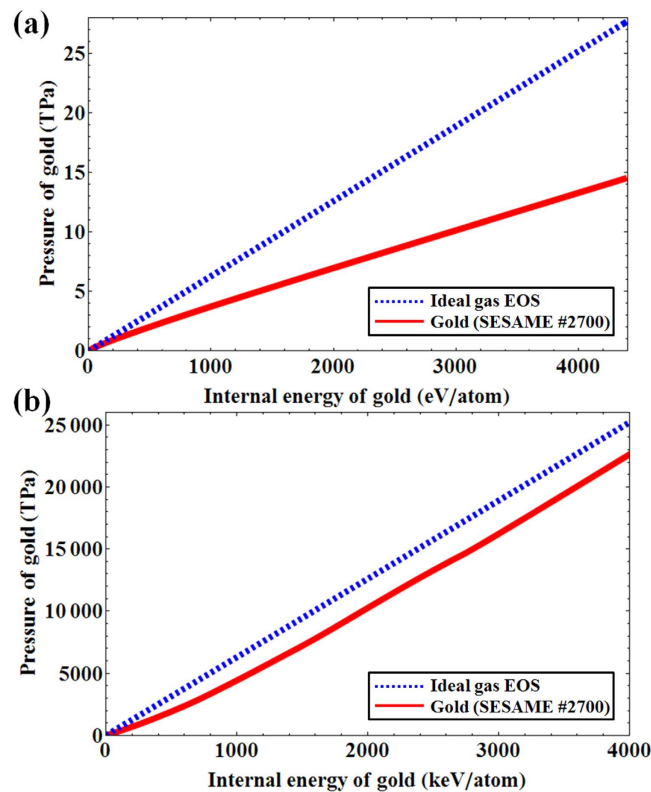 (a)
Pressure of gold (TPa)
25
20
15
10
5
0
Ideal gas EOS
Gold (SESAME #2700)
0 1000 2000 3000 4000
Internal energy of gold (eV/atom)
(b)
Pressure of gold (TPa)
25 000
20 000
15 000
10 000
5000
0
Ideal gas EOS
Gold (SESAME #2700)
0 1000 2000 3000 4000
Internal energy of gold (keV/atom)